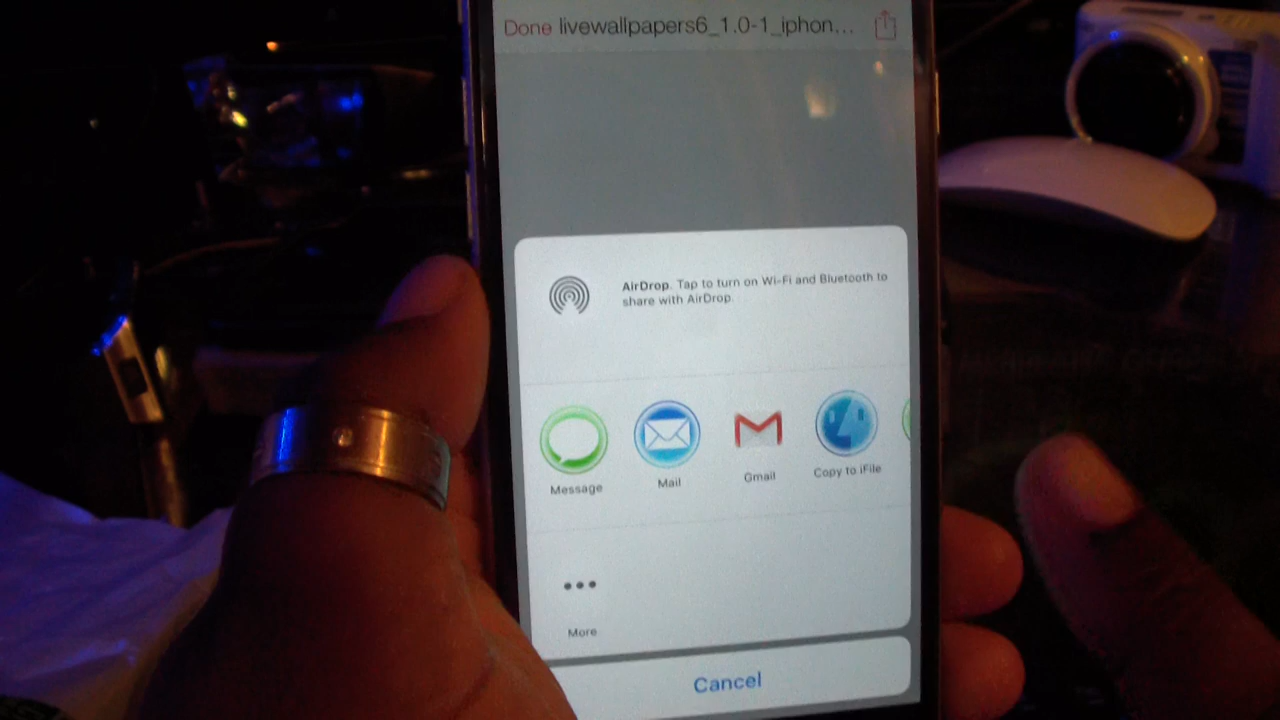 Done livewallpapers6_1.0-1_iphon...
AirDrop. Tap to turn on Wi-Fi and Bluetooth to
share with AirDrop.
Message
Mail
Gmail
Copy to iFile
More
Cancel